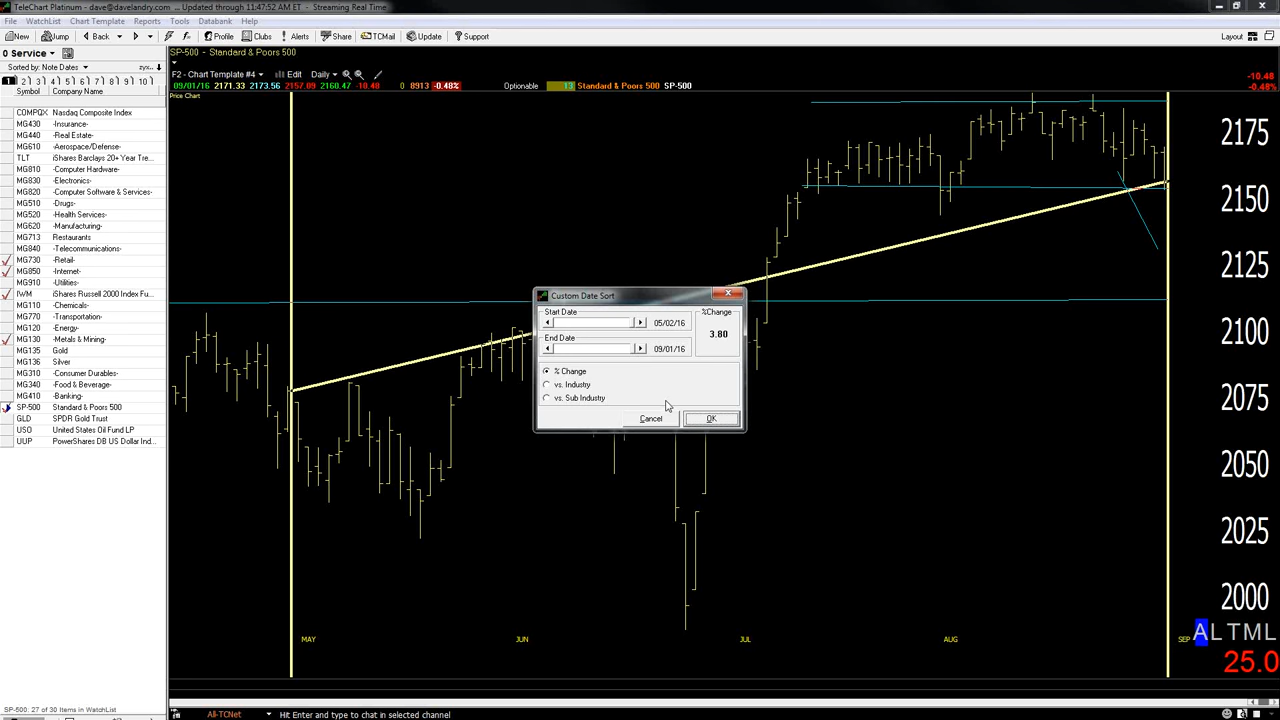 TeleChart Platinum - dave@davelandry.com ... Updated through 11:47:52 AM ET - Streaming Real Time
File WatchList Chart Template Reports Tools Databank Help
New Jump Back Profile Clubs Alerts Share TCMail Update Support Layout
0 Service
Sorted by: Note Dates zyx..
1 2 3 4 5 6 7 8 9 10
Symbol Company Name
COMPQX Nasdaq Composite Index
MG430 -Insurance-
MG440 -Real Estate-
MG610 -Aerospace/Defense-
TLT iShares Barclays 20+ Year Tre...
MG810 -Computer Hardware-
MG830 -Electronics-
MG820 -Computer Software & Services-
MG510 -Drugs-
MG520 -Health Services-
MG620 -Manufacturing-
MG713 Restaurants
MG840 -Telecommunications-
MG730 -Retail-
MG850 -Internet-
MG910 -Utilities-
IWM iShares Russell 2000 Index Fu...
MG110 -Chemicals-
MG770 -Transportation-
MG120 -Energy-
MG130 -Metals & Mining-
MG135 Gold
MG136 Silver
MG310 -Consumer Durables-
MG340 -Food & Beverage-
MG410 -Banking-
SP-500 Standard & Poors 500
GLD SPDR Gold Trust
USO United States Oil Fund LP
UUP PowerShares DB US Dollar Ind...
SP-500: 27 of 30 Items in WatchList
SP-500 - Standard & Poors 500
F2 - Chart Template #4 Edit Daily
09/01/16 2171.33 2173.56 2157.09 2160.47 -10.48 0 8913 -0.48% Optionable 13 Standard & Poors 500 SP-500
Price Chart
-10.48
-0.48%
2175
2150
2125
2100
2075
2050
2025
2000
Custom Date Sort
Start Date
05/02/16
End Date
09/01/16
%Change
3.80
% Change
vs. Industry
vs. Sub Industry
Cancel OK
MAY JUN JUL AUG SEP
ALTML
25.0
All-TCNet Hit Enter and type to chat in selected channel